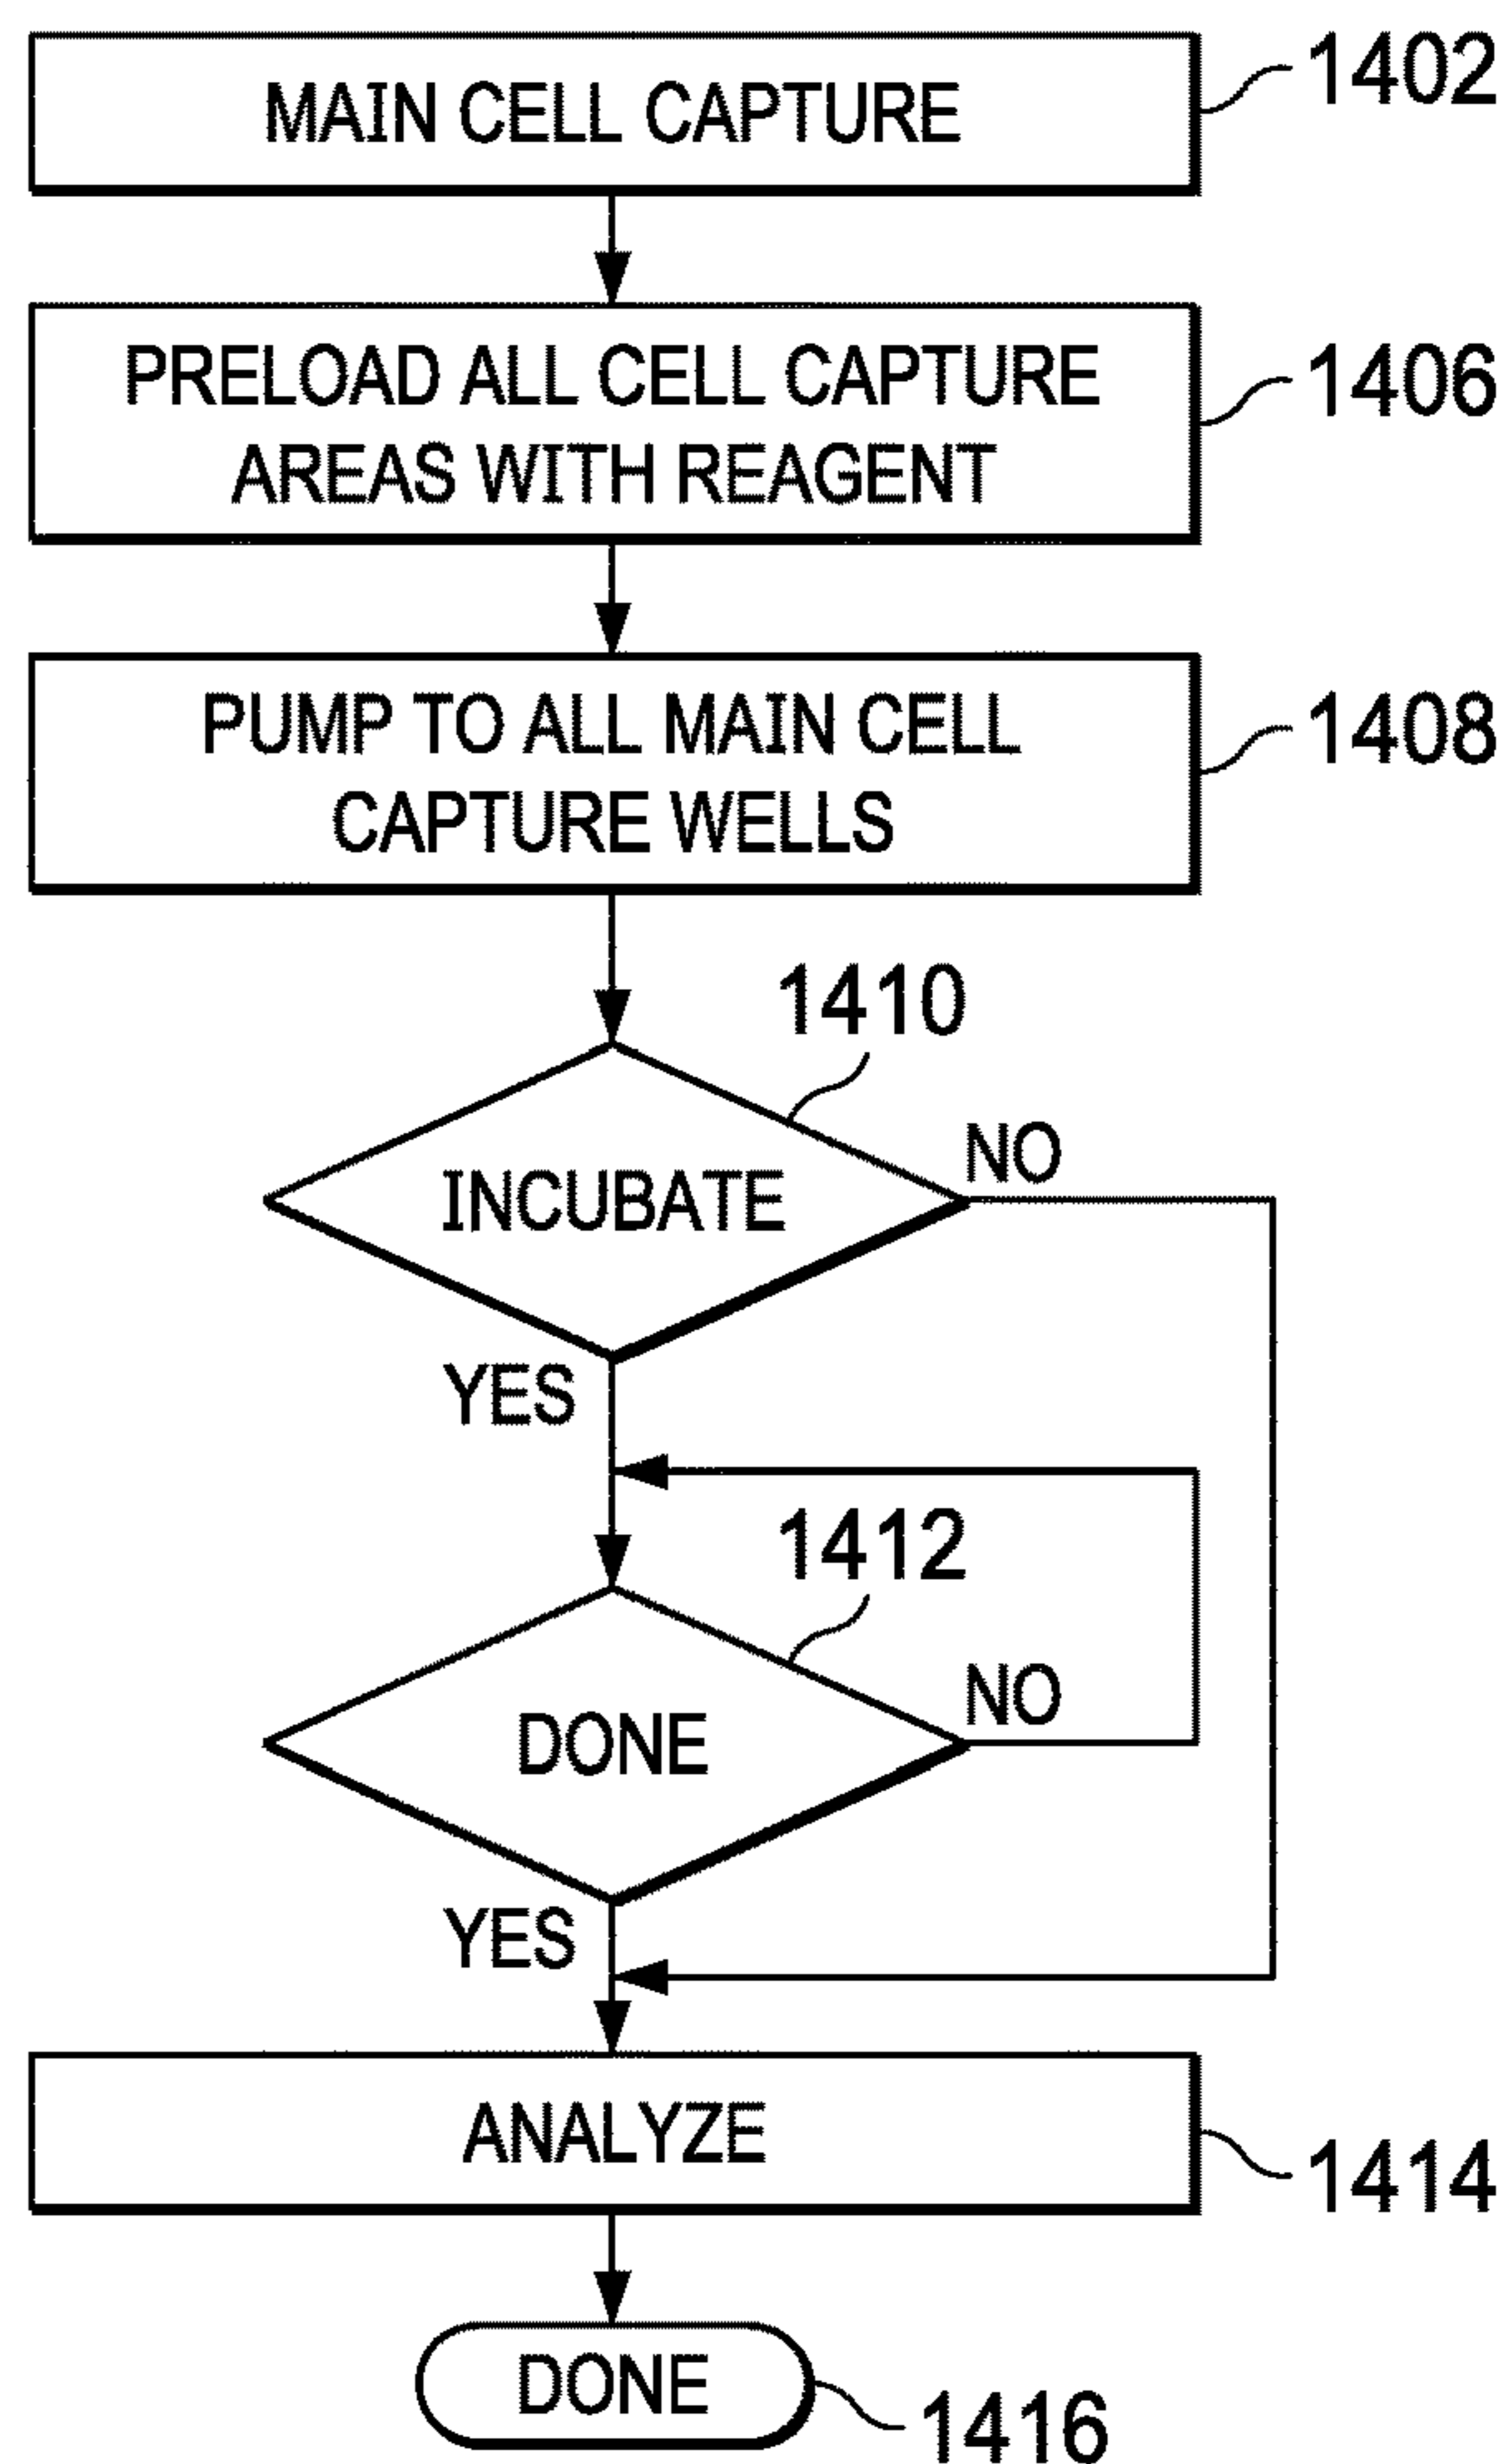 MAIN CELL CAPTURE
1402
PRELOAD ALL CELL CAPTURE
AREAS WITH REAGENT
1406
PUMP TO ALL MAIN CELL
CAPTURE WELLS
1408
1410
INCUBATE
NO
YES
1412
DONE
NO
YES
ANALYZE
1414
DONE
1416